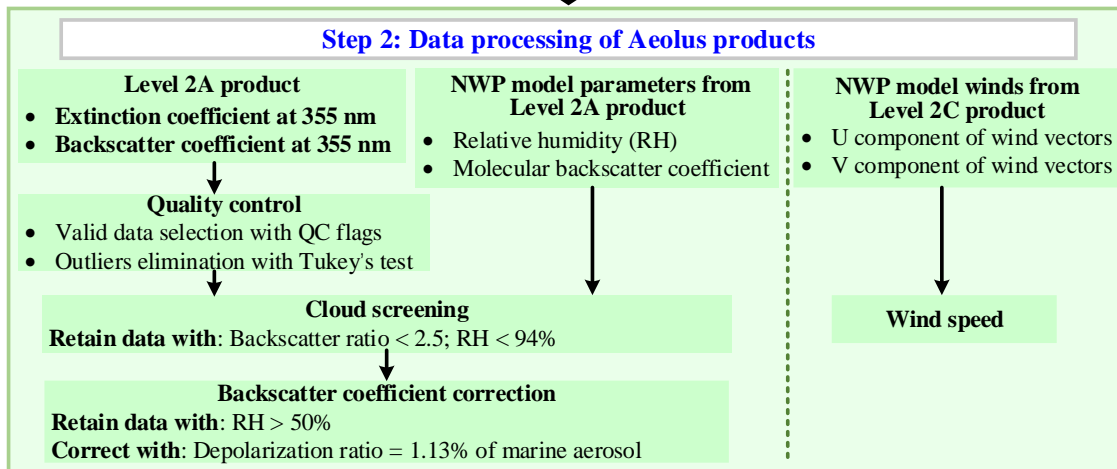 Step 2: Data processing of Aeolus products
Level 2A product
• Extinction coefficient at 355 nm
• Backscatter coefficient at 355 nm
Quality control
• Valid data selection with QC flags
• Outliers elimination with Tukey's test
NWP model parameters from
Level 2A product
• Relative humidity (RH)
• Molecular backscatter coefficient
Cloud screening
Retain data with: Backscatter ratio < 2.5; RH < 94%
Backscatter coefficient correction
Retain data with: RH > 50%
Correct with: Depolarization ratio = 1.13% of marine aerosol
NWP model winds from
Level 2C product
• U component of wind vectors
• V component of wind vectors
Wind speed